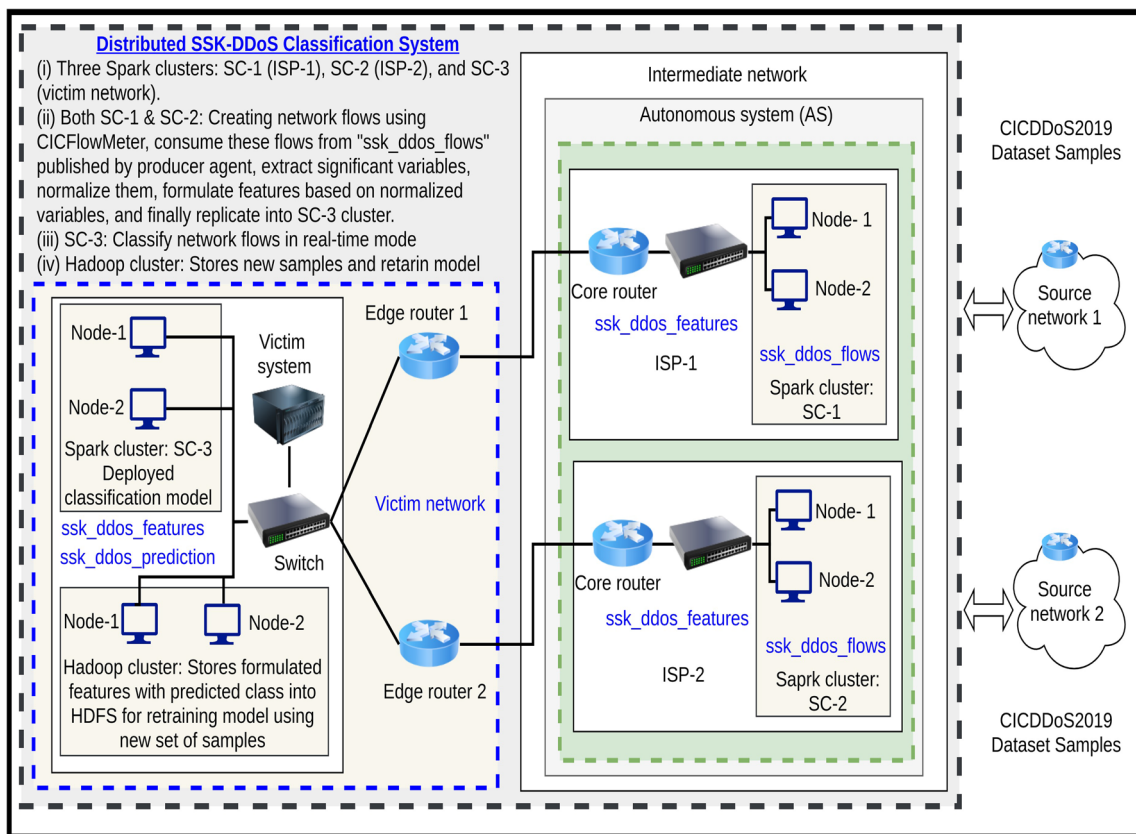 Distributed SSK-DDoS Classification System
(i) Three Spark clusters: SC-1 (ISP-1), SC-2 (ISP-2), and SC-3
(victim network).
(ii) Both SC-1 & SC-2: Creating network flows using
CICFlowMeter, consume these flows from "ssk_ddos_flows"
published by producer agent, extract significant variables,
normalize them, formulate features based on normalized
variables, and finally replicate into SC-3 cluster.
(iii) SC-3: Classify network flows in real-time mode
(iv) Hadoop cluster: Stores new samples and retarin model
Node-1
Node-2
Spark cluster: SC-3
Deployed
classification model
ssk_ddos_features
ssk_ddos_prediction
Node-1
Node-2
Hadoop cluster: Stores formulated
features with predicted class into
HDFS for retraining model using
new set of samples
Victim
system
Switch
Edge router 1
Victim network
Edge router 2
Intermediate network
Autonomous system (AS)
Core router
ssk_ddos_features
ISP-1
Node- 1
Node-2
ssk_ddos_flows
Spark cluster:
SC-1
Core router
ssk_ddos_features
ISP-2
Node- 1
Node-2
ssk_ddos_flows
Saprk cluster:
SC-2
CICDDoS2019
Dataset Samples
Source
network 1
Source
network 2
CICDDoS2019
Dataset Samples